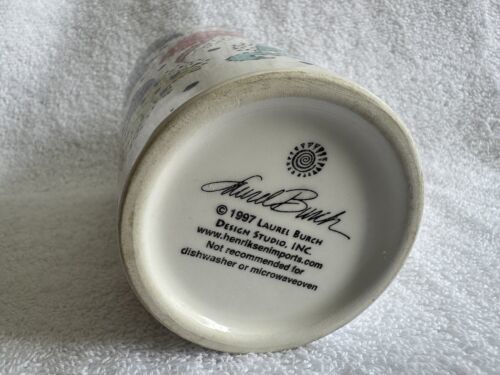 Laurel Burch
© 1997 LAUREL BURCH
DESIGN STUDIO, INC.
www.henriksenimports.com
Not recommended for
dishwasher or microwaveoven